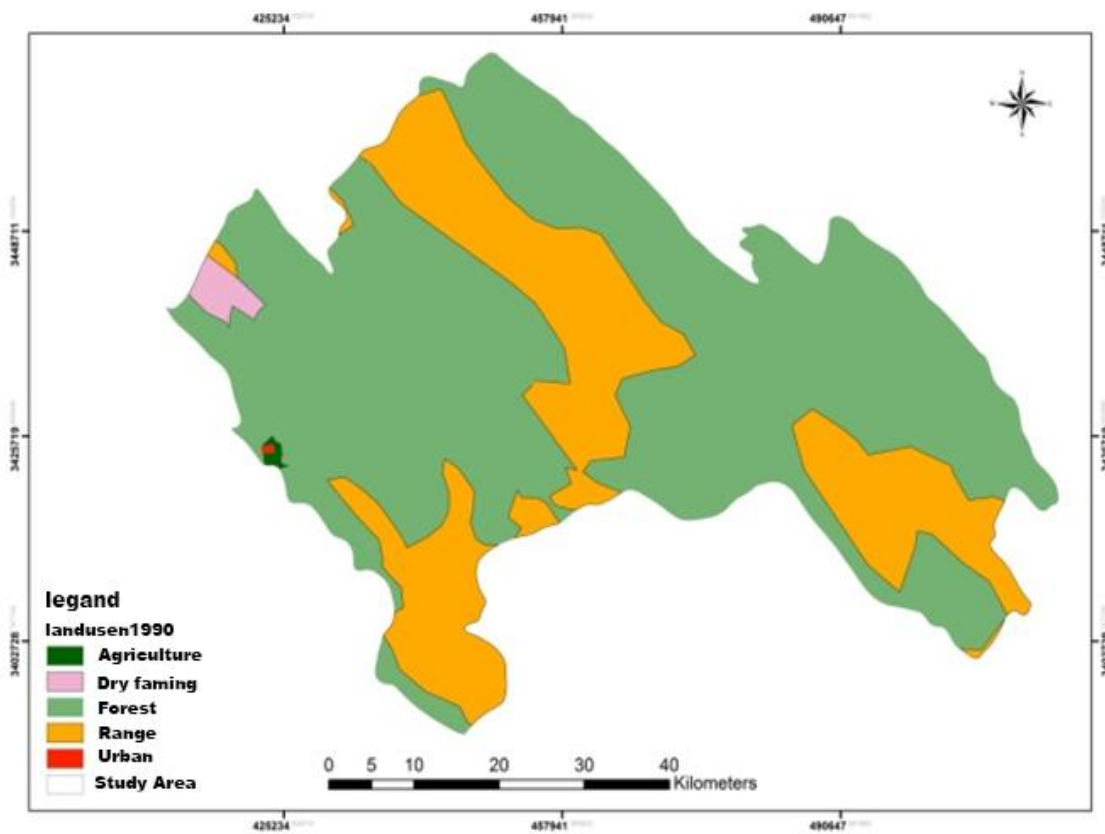 425234 457941 490647
3448711
3425719
3402728
legand
landusen1990
Agriculture
Dry faming
Forest
Range
Urban
Study Area
0 5 10 20 30 40
Kilometers
425234 457941 490647